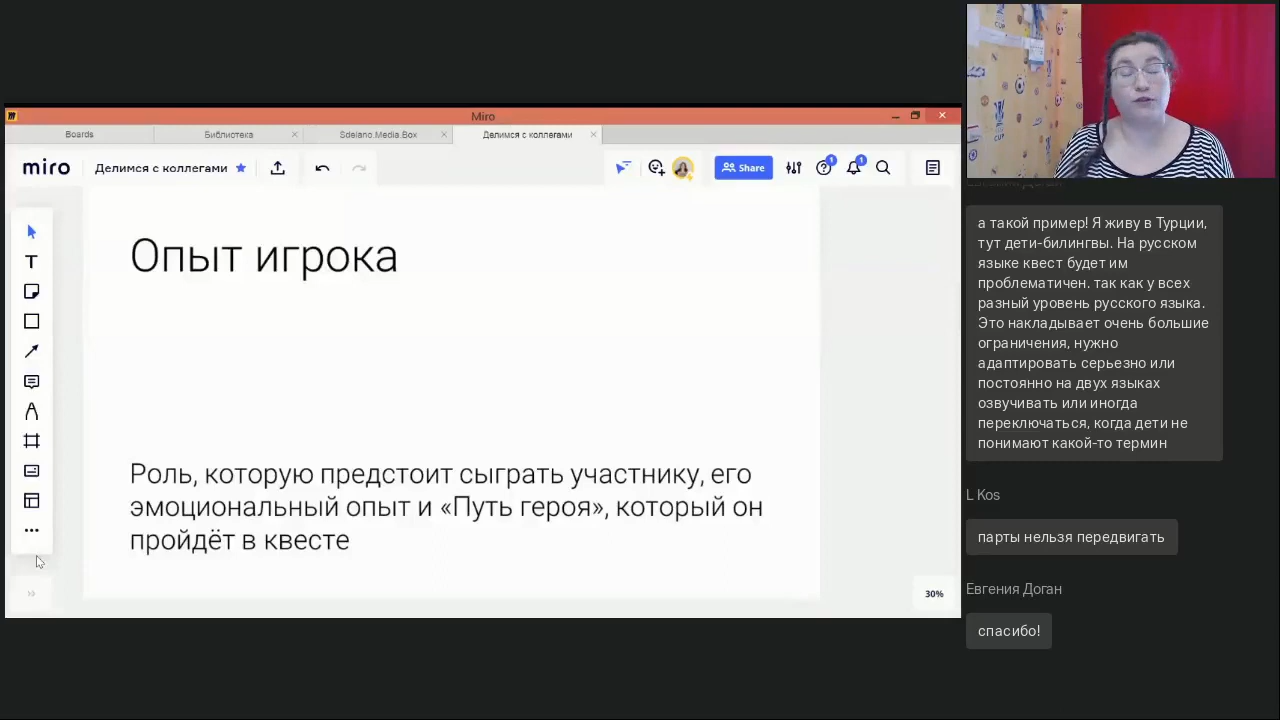 Miro
Boards
Библиотека
Sdelano.Media.Box
Делимся с коллегами
miro
Делимся с коллегами
Share
1
1
Опыт игрока
Роль, которую предстоит сыграть участнику, его
эмоциональный опыт и «Путь героя», который он
пройдёт в квесте
30%
CUP
CUP
а такой пример! Я живу в Турции,
тут дети-билингвы. На русском
языке квест будет им
проблематичен. так как у всех
разный уровень русского языка.
Это накладывает очень большие
ограничения, нужно
адаптировать серьезно или
постоянно на двух языках
озвучивать или иногда
переключаться, когда дети не
понимают какой-то термин
L Kos
парты нельзя передвигать
Евгения Доган
спасибо!